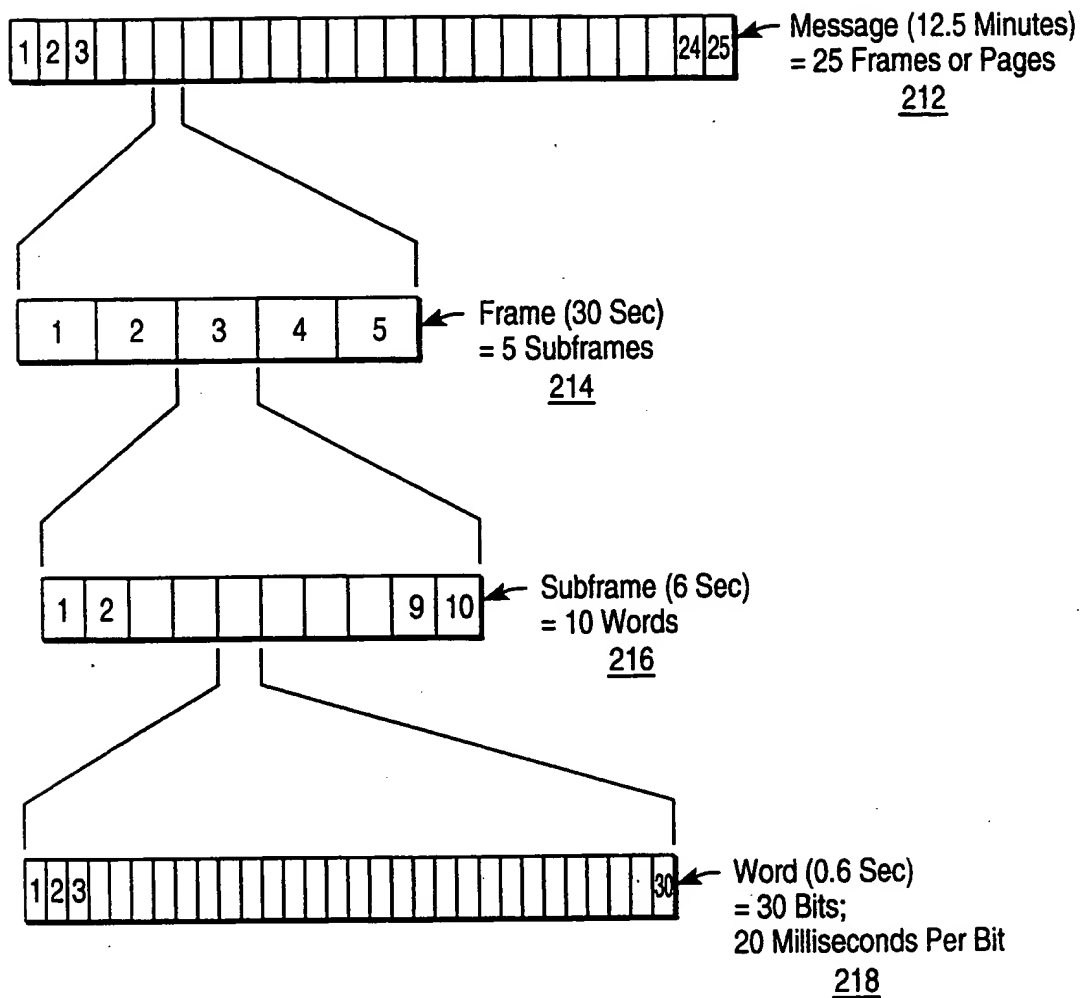 1 2 3 24 25
Message (12.5 Minutes)
= 25 Frames or Pages
212
1 2 3 4 5
Frame (30 Sec)
= 5 Subframes
214
1 2 9 10
Subframe (6 Sec)
= 10 Words
216
1 2 3 30
Word (0.6 Sec)
= 30 Bits;
20 Milliseconds Per Bit
218